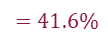 = 41.6%